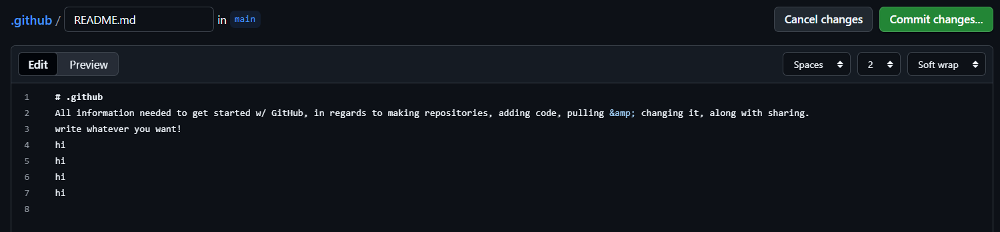 .github / README.md in main Cancel changes Commit changes...
Edit Preview Spaces 2 Soft wrap
1 # .github
2 All information needed to get started w/ GitHub, in regards to making repositories, adding code, pulling &amp; changing it, along with sharing.
3 write whatever you want!
4 hi
5 hi
6 hi
7 hi
8